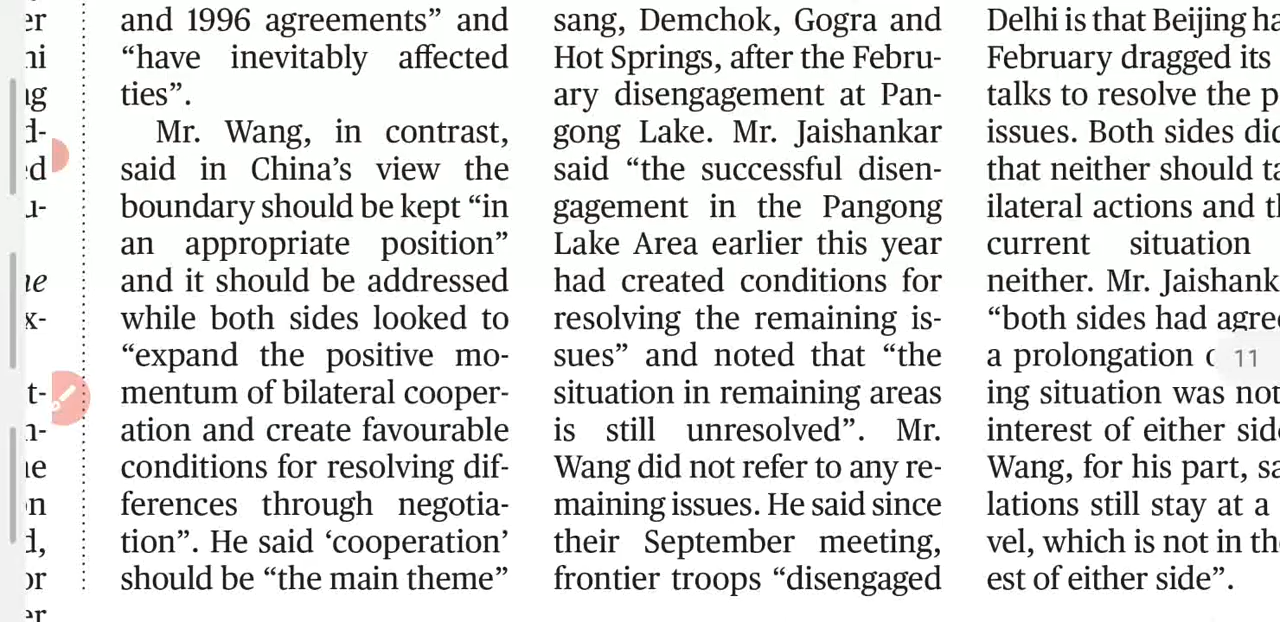 and 1996 agreements” and
“have inevitably affected
ties”.
Mr. Wang, in contrast,
said in China’s view the
boundary should be kept “in
an appropriate position”
and it should be addressed
while both sides looked to
“expand the positive mo-
mentum of bilateral cooper-
ation and create favourable
conditions for resolving dif-
ferences through negotia-
tion”. He said ‘cooperation’
should be “the main theme”
sang, Demchok, Gogra and
Hot Springs, after the Febru-
ary disengagement at Pan-
gong Lake. Mr. Jaishankar
said “the successful disen-
gagement in the Pangong
Lake Area earlier this year
had created conditions for
resolving the remaining is-
sues” and noted that “the
situation in remaining areas
is still unresolved”. Mr.
Wang did not refer to any re-
maining issues. He said since
their September meeting,
frontier troops “disengaged
Delhi is that Beijing
February dragged its
talks to resolve the
issues. Both sides
that neither should
ilateral actions and
current situation
neither. Mr.
“both sides had
a prolongation
ing situation was not
interest of either
Wang, for his part,
lations still stay at a
vel, which is not in
est of either side”.
11